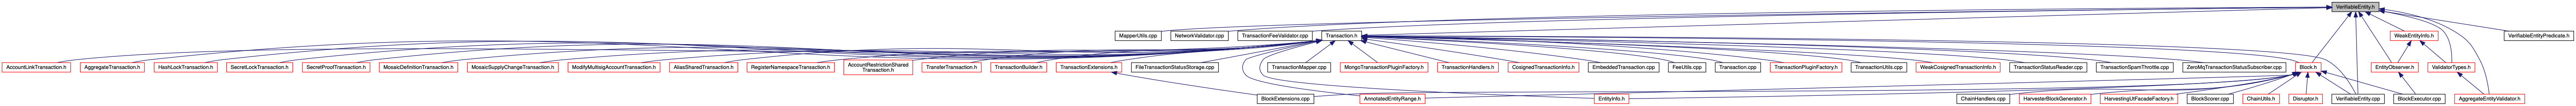 VerifiableEntity.h
MapperUtils.cpp
NetworkValidator.cpp
TransactionFeeValidator.cpp
Transaction.h
WeakEntityInfo.h
VerifiableEntityPredicate.h
AccountLinkTransaction.h
AggregateTransaction.h
HashLockTransaction.h
SecretLockTransaction.h
SecretProofTransaction.h
MosaicDefinitionTransaction.h
MosaicSupplyChangeTransaction.h
ModifyMultisigAccountTransaction.h
AliasSharedTransaction.h
RegisterNamespaceTransaction.h
AccountRestrictionShared
Transaction.h
TransferTransaction.h
TransactionBuilder.h
TransactionExtensions.h
FileTransactionStatusStorage.cpp
TransactionMapper.cpp
MongoTransactionPluginFactory.h
TransactionHandlers.h
CosignedTransactionInfo.h
EmbeddedTransaction.cpp
FeeUtils.cpp
Transaction.cpp
TransactionPluginFactory.h
TransactionUtils.cpp
WeakCosignedTransactionInfo.h
TransactionStatusReader.cpp
TransactionSpamThrottle.cpp
ZeroMqTransactionStatusSubscriber.cpp
Block.h
EntityObserver.h
ValidatorTypes.h
BlockExtensions.cpp
AnnotatedEntityRange.h
EntityInfo.h
ChainHandlers.cpp
HarvesterBlockGenerator.h
HarvestingUtFacadeFactory.h
BlockScorer.cpp
ChainUtils.h
Disruptor.h
VerifiableEntity.cpp
BlockExecutor.cpp
AggregateEntityValidator.h